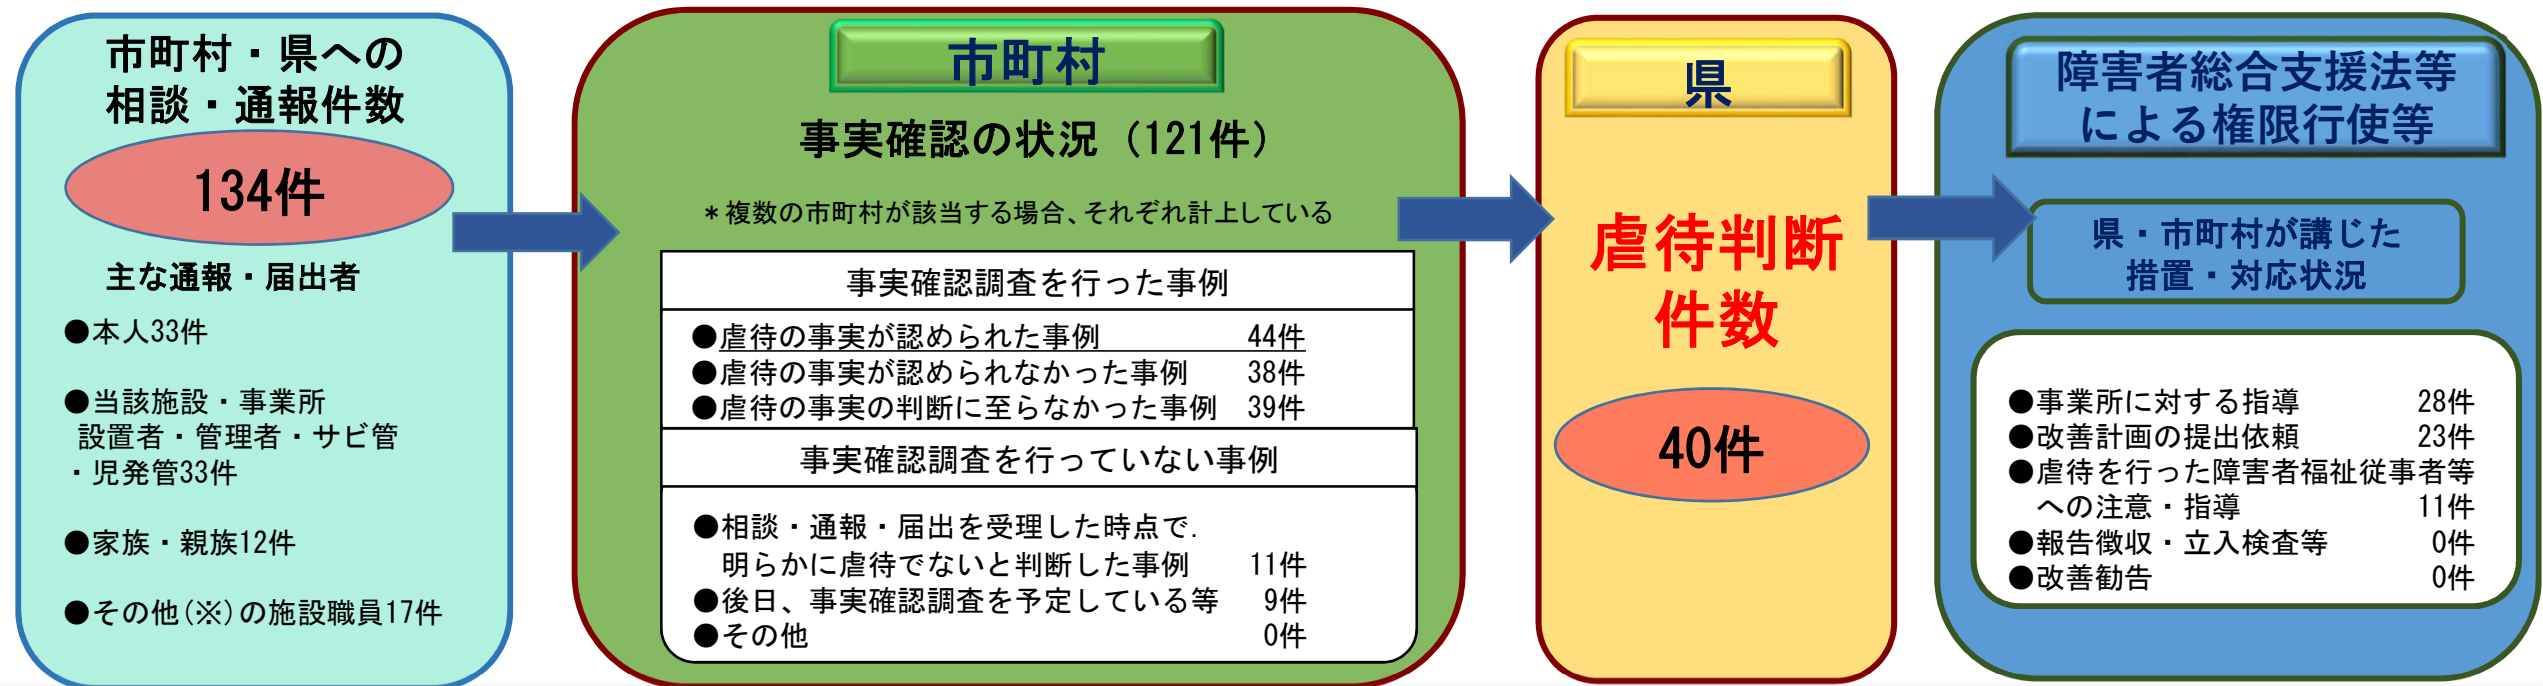 市町村・県への
相談・通報件数
134件
主な通報・届出者
●本人33件
●当該施設・事業所
設置者・管理者・サビ管
・児発管33件
●家族・親族12件
●その他(※)の施設職員17件
市町村
事実確認の状況（121件）
＊複数の市町村が該当する場合、それぞれ計上している
事実確認調査を行った事例
●虐待の事実が認められた事例 44件
●虐待の事実が認められなかった事例 38件
●虐待の事実の判断に至らなかった事例 39件
事実確認調査を行っていない事例
●相談・通報・届出を受理した時点で.
明らかに虐待でないと判断した事例 11件
●後日、事実確認調査を予定している等 9件
●その他 0件
県
虐待判断
件数
40件
障害者総合支援法等
による権限行使等
県・市町村が講じた
措置・対応状況
●事業所に対する指導 28件
●改善計画の提出依頼 23件
●虐待を行った障害者福祉従事者等
への注意・指導 11件
●報告徴収・立入検査等 0件
●改善勧告 0件